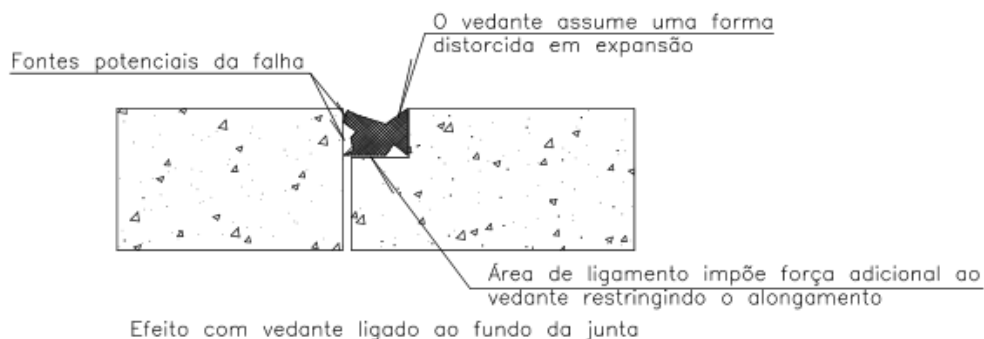 O vedante assume uma forma
distorcida em expansão
Fontes potenciais da falha
Área de ligamento impõe força adicional ao
vedante restringindo o alongamento
Efeito com vedante ligado ao fundo da junta